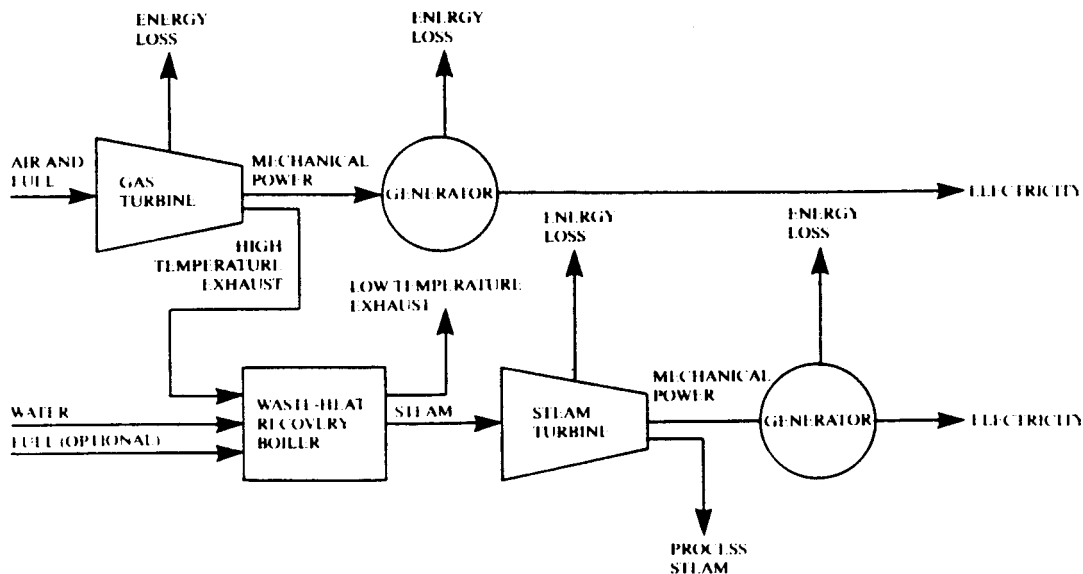 ENERGY
LOSS
ENERGY
LOSS
AIR AND
FUEL
GAS
TURBINE
MECHANICAL
POWER
GENERATOR
ELECTRICITY
HIGH
TEMPERATURE
EXHAUST
ENERGY
LOSS
ENERGY
LOSS
LOW TEMPERATURE
EXHAUST
WATER
FUEL (OPTIONAL)
WASTE-HEAT
RECOVERY
BOILER
STEAM
STEAM
TURBINE
MECHANICAL
POWER
GENERATOR
ELECTRICITY
PROCESS
STEAM